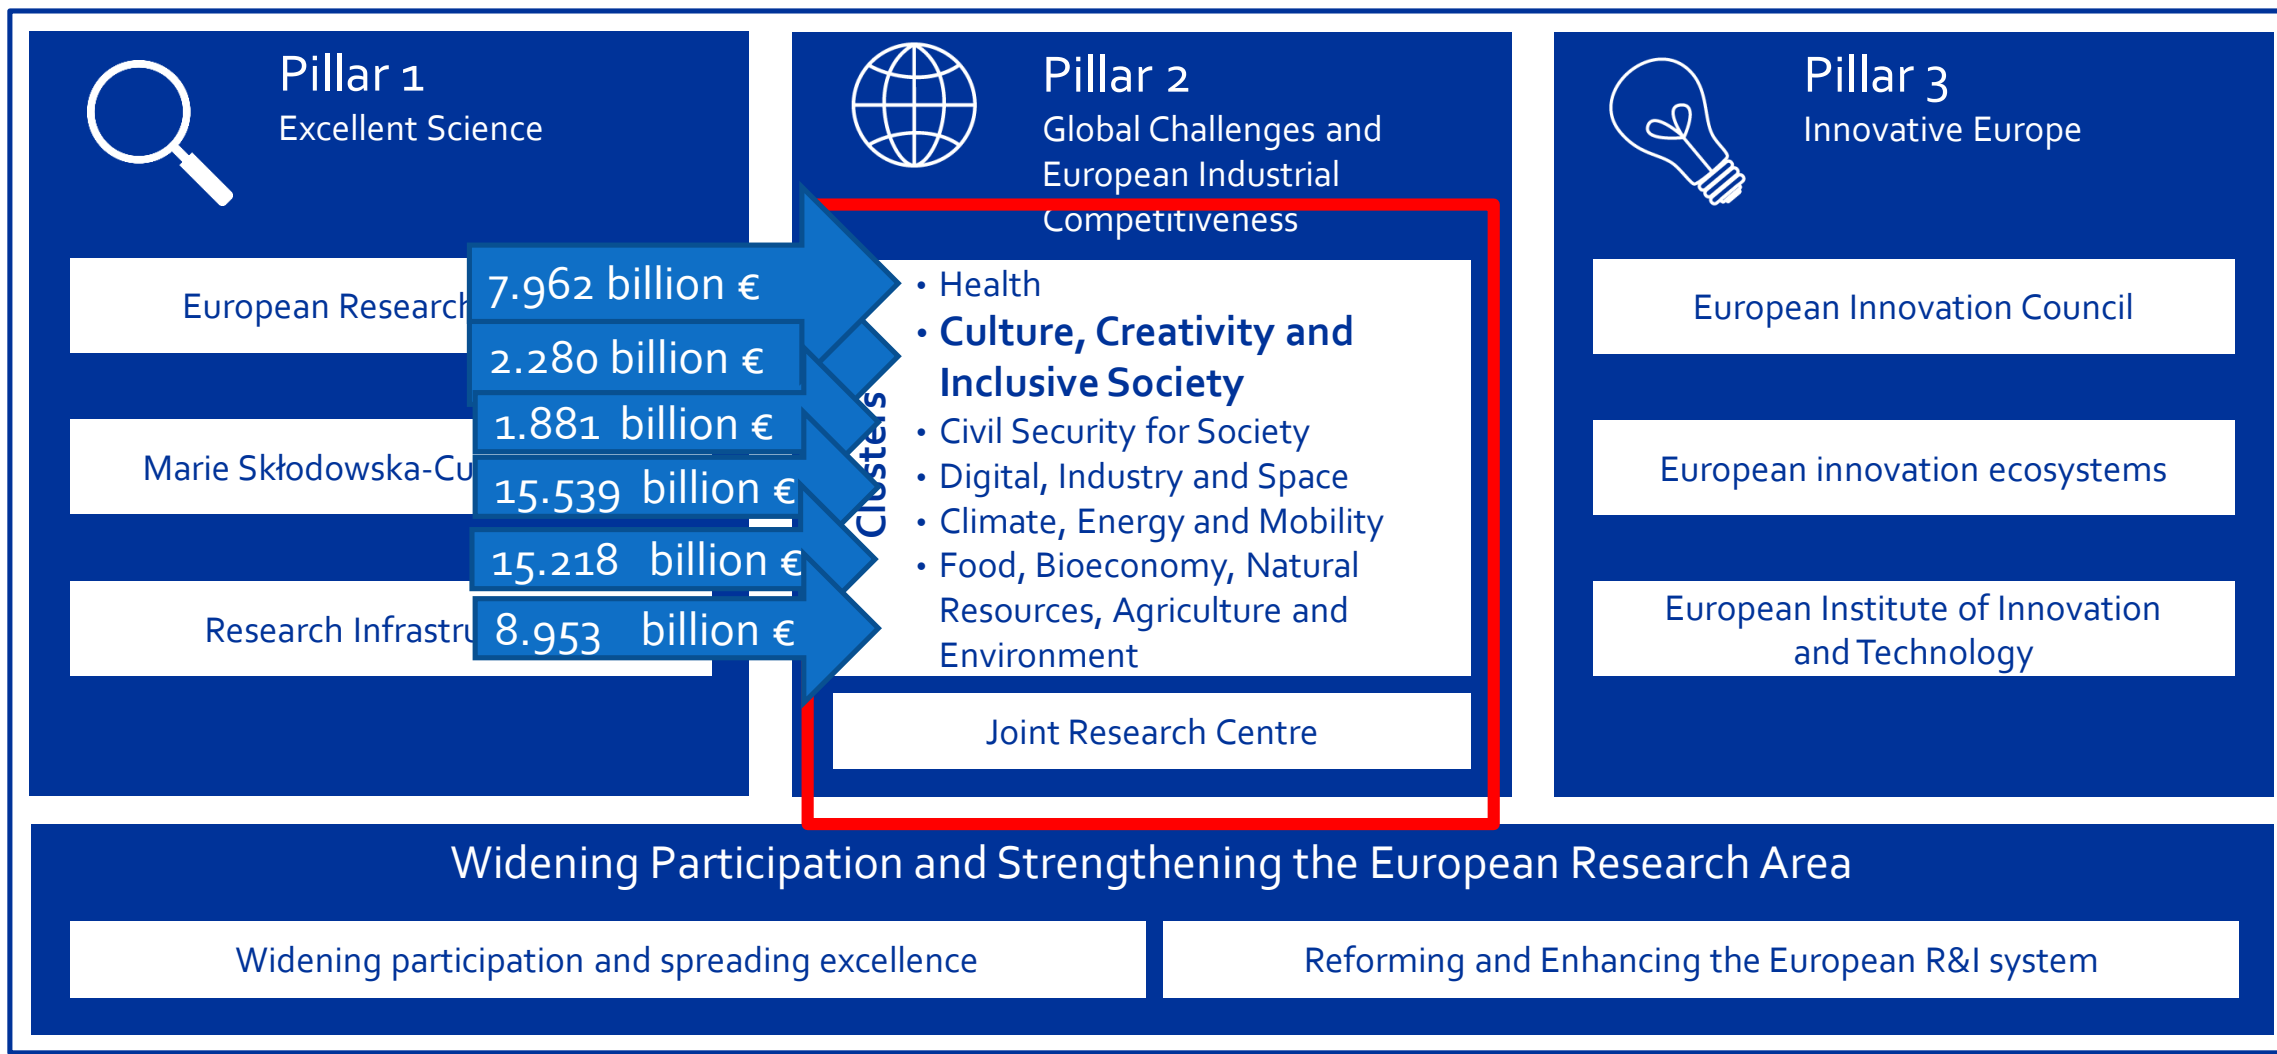 Pillar 1
Excellent Science
European Research
Marie Skłodowska-Cu
Research Infrastru
7.962 billion €
2.280 billion €
1.881 billion €
15.539 billion €
15.218 billion €
8.953 billion €
Pillar 2
Global Challenges and
European Industrial
Competitiveness
Clusters
• Health
• Culture, Creativity and
Inclusive Society
• Civil Security for Society
• Digital, Industry and Space
• Climate, Energy and Mobility
• Food, Bioeconomy, Natural
Resources, Agriculture and
Environment
Joint Research Centre
Pillar 3
Innovative Europe
European Innovation Council
European innovation ecosystems
European Institute of Innovation
and Technology
Widening Participation and Strengthening the European Research Area
Widening participation and spreading excellence
Reforming and Enhancing the European R&I system